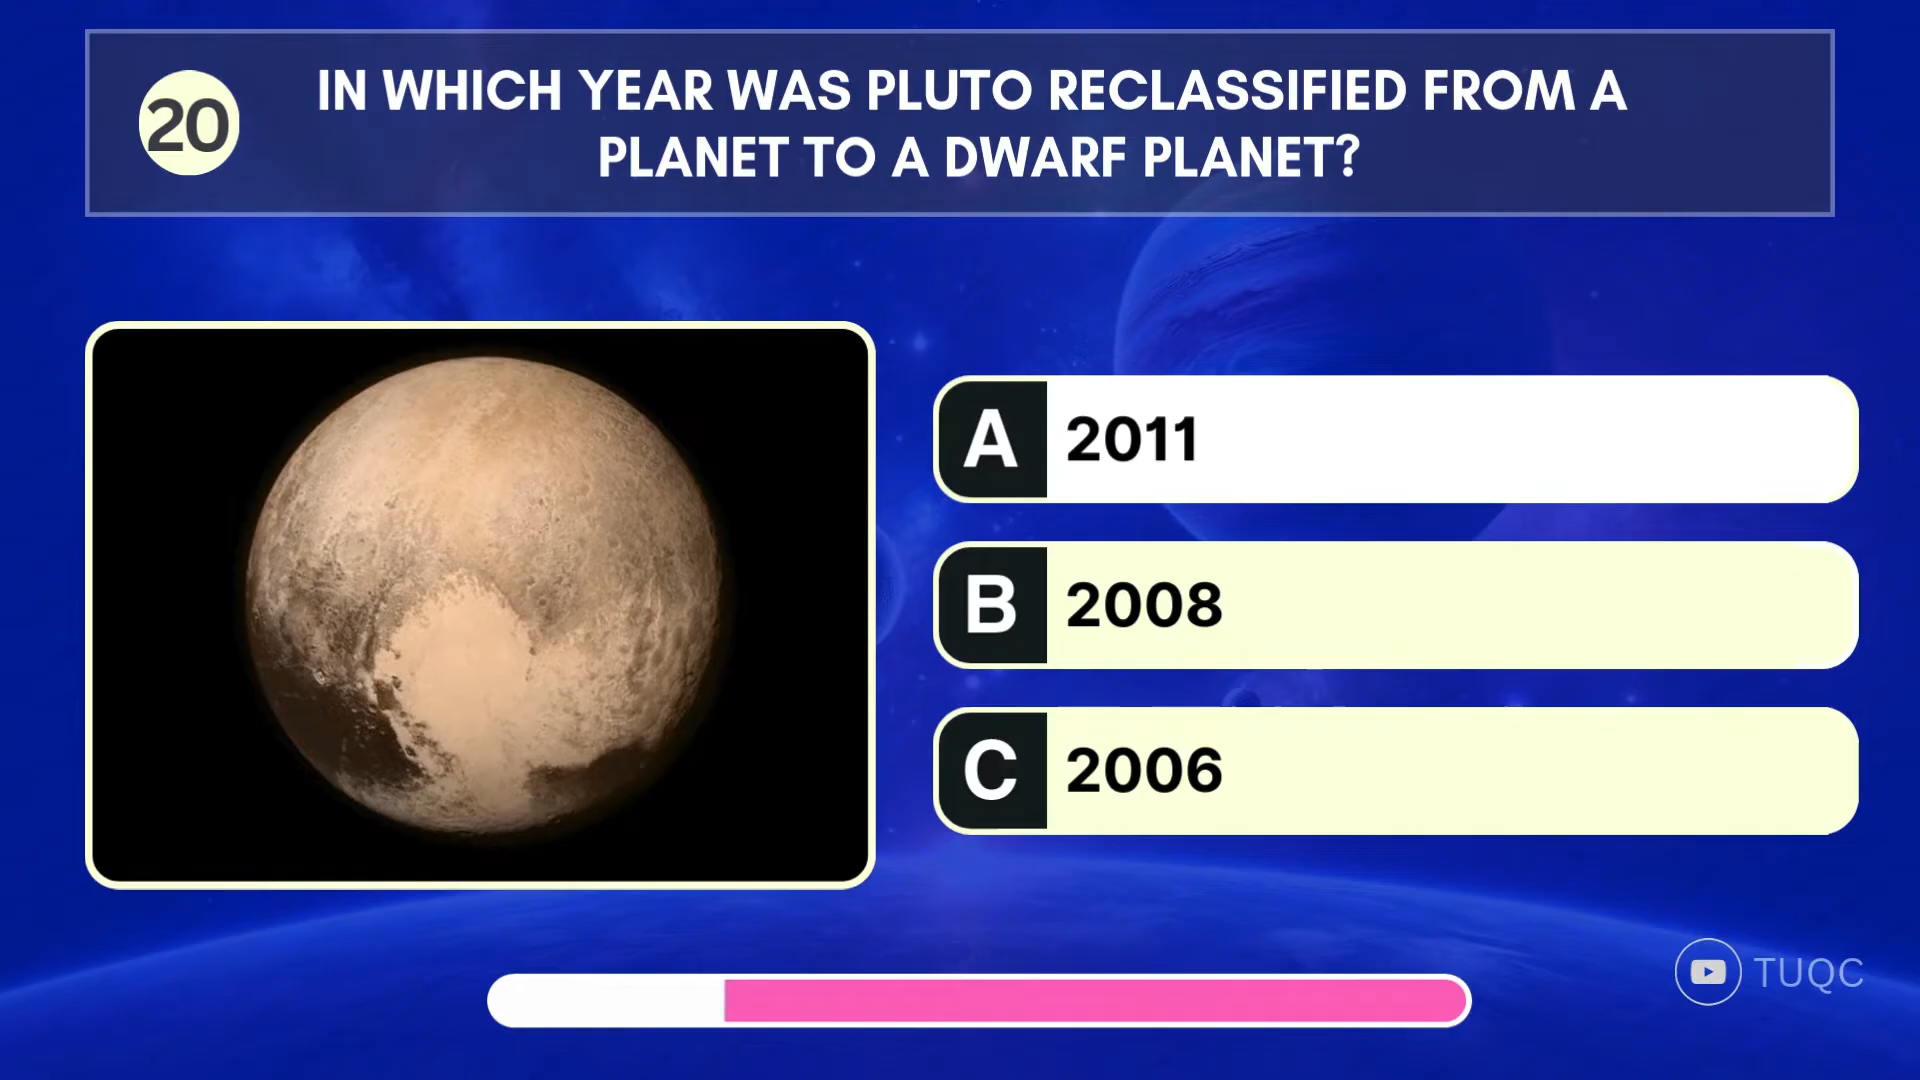 20
IN WHICH YEAR WAS PLUTO RECLASSIFIED FROM A
PLANET TO A DWARF PLANET?
A 2011
B 2008
C 2006
TUQC